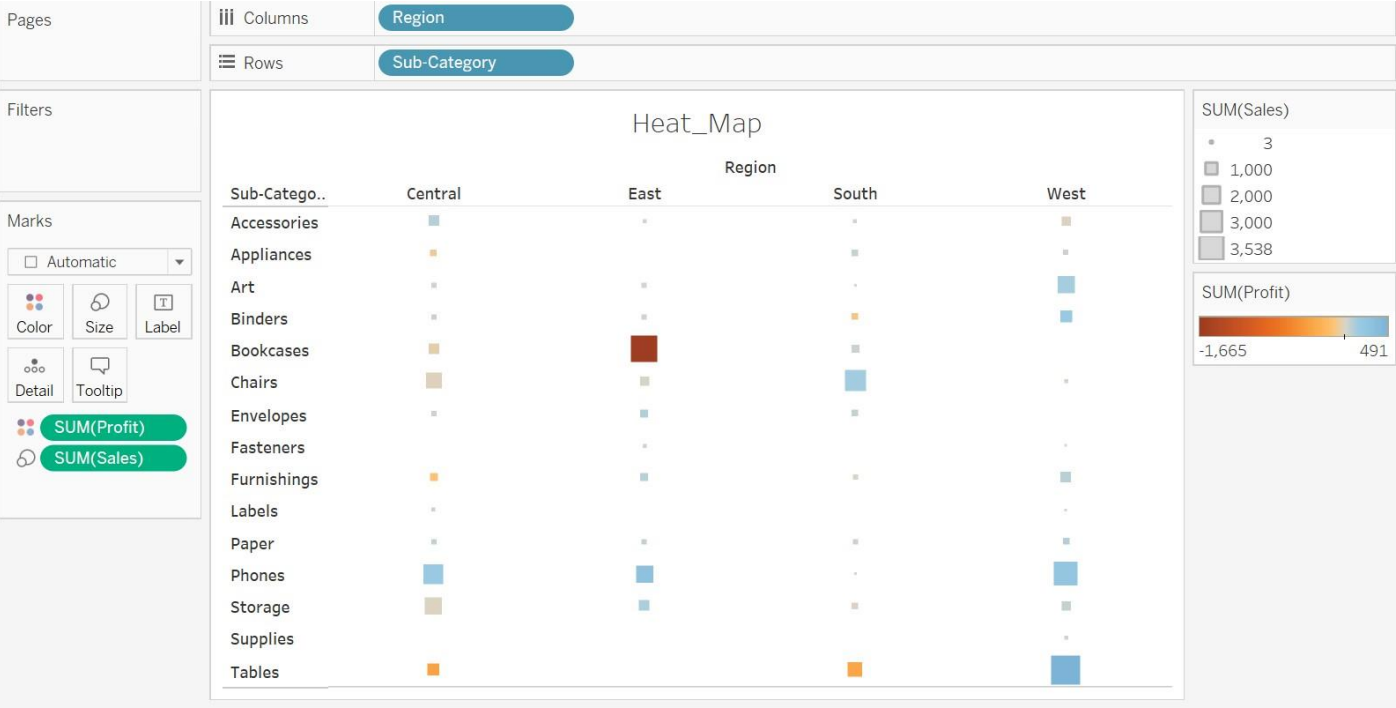 Pages
Columns Region
Rows Sub-Category
Filters
Marks
Automatic
Color Size Label
T
Detail Tooltip
SUM(Profit)
SUM(Sales)
Heat_Map
Region
Sub-Catego.. Central East South West
Accessories
Appliances
Art
Binders
Bookcases
Chairs
Envelopes
Fasteners
Furnishings
Labels
Paper
Phones
Storage
Supplies
Tables
SUM(Sales)
3
1,000
2,000
3,000
3,538
SUM(Profit)
-1,665 491